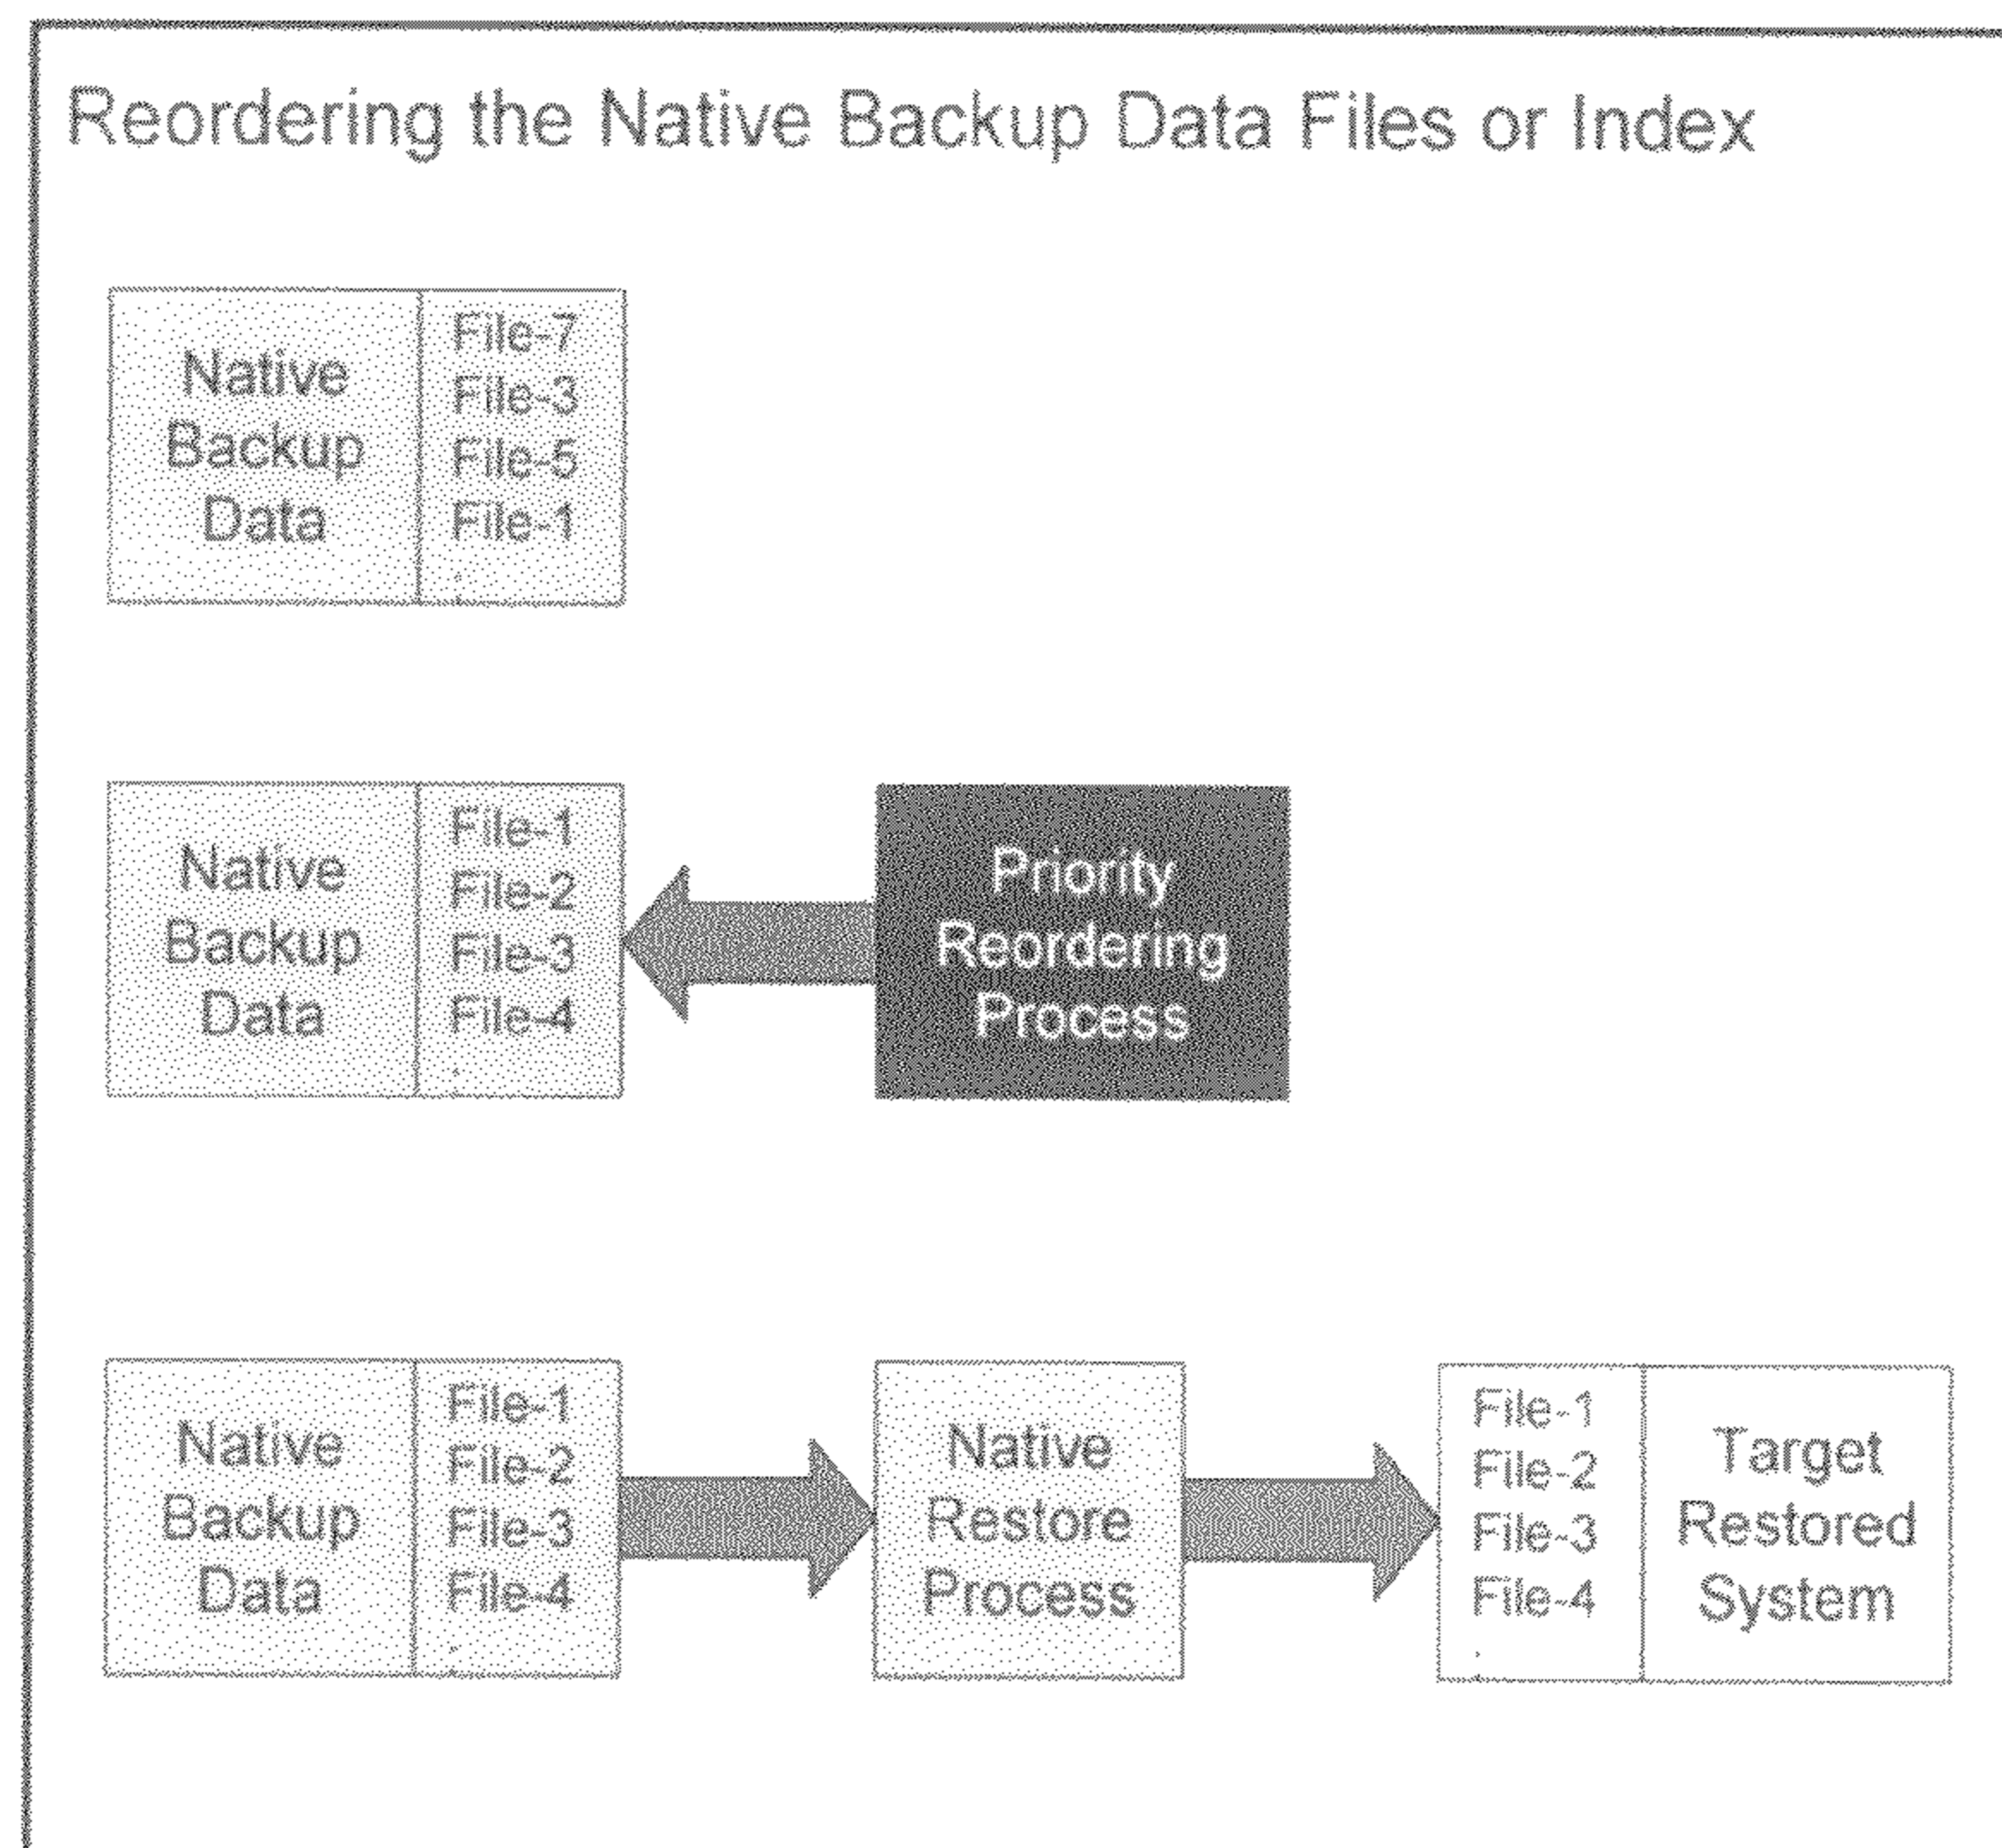 Reordering the Native Backup Data Files or Index
Native
Backup
Data
File-7
File-3
File-5
File-1
Native
Backup
Data
File-1
File-2
File-3
File-4
Priority
Reordering
Process
Native
Backup
Data
File-1
File-2
File-3
File-4
Native
Restore
Process
File-1
File-2
File-3
File-4
Target
Restored
System